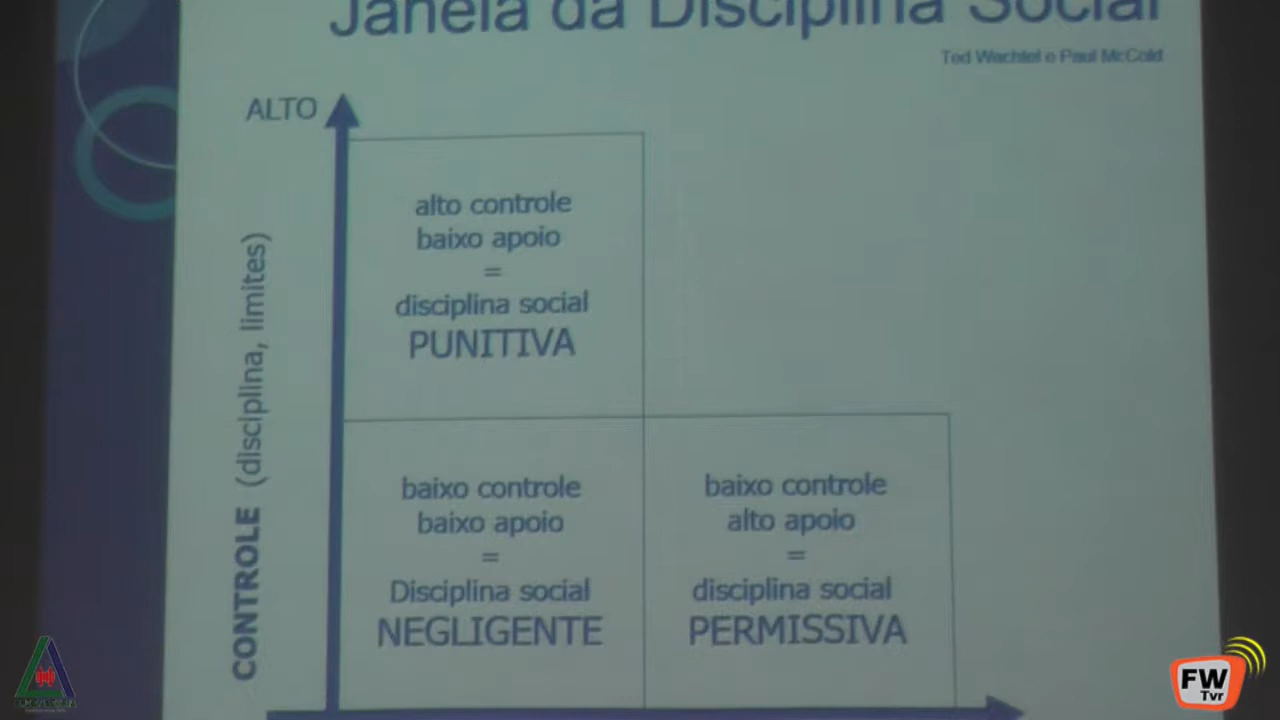 Janela da Disciplina Social
Ted Wachtel e Paul McCold
ALTO
CONTROLE (disciplina, limites)
alto controle
baixo apoio
=
disciplina social
PUNITIVA
baixo controle
baixo apoio
=
Disciplina social
NEGLIGENTE
baixo controle
alto apoio
=
disciplina social
PERMISSIVA
FW
Tvr